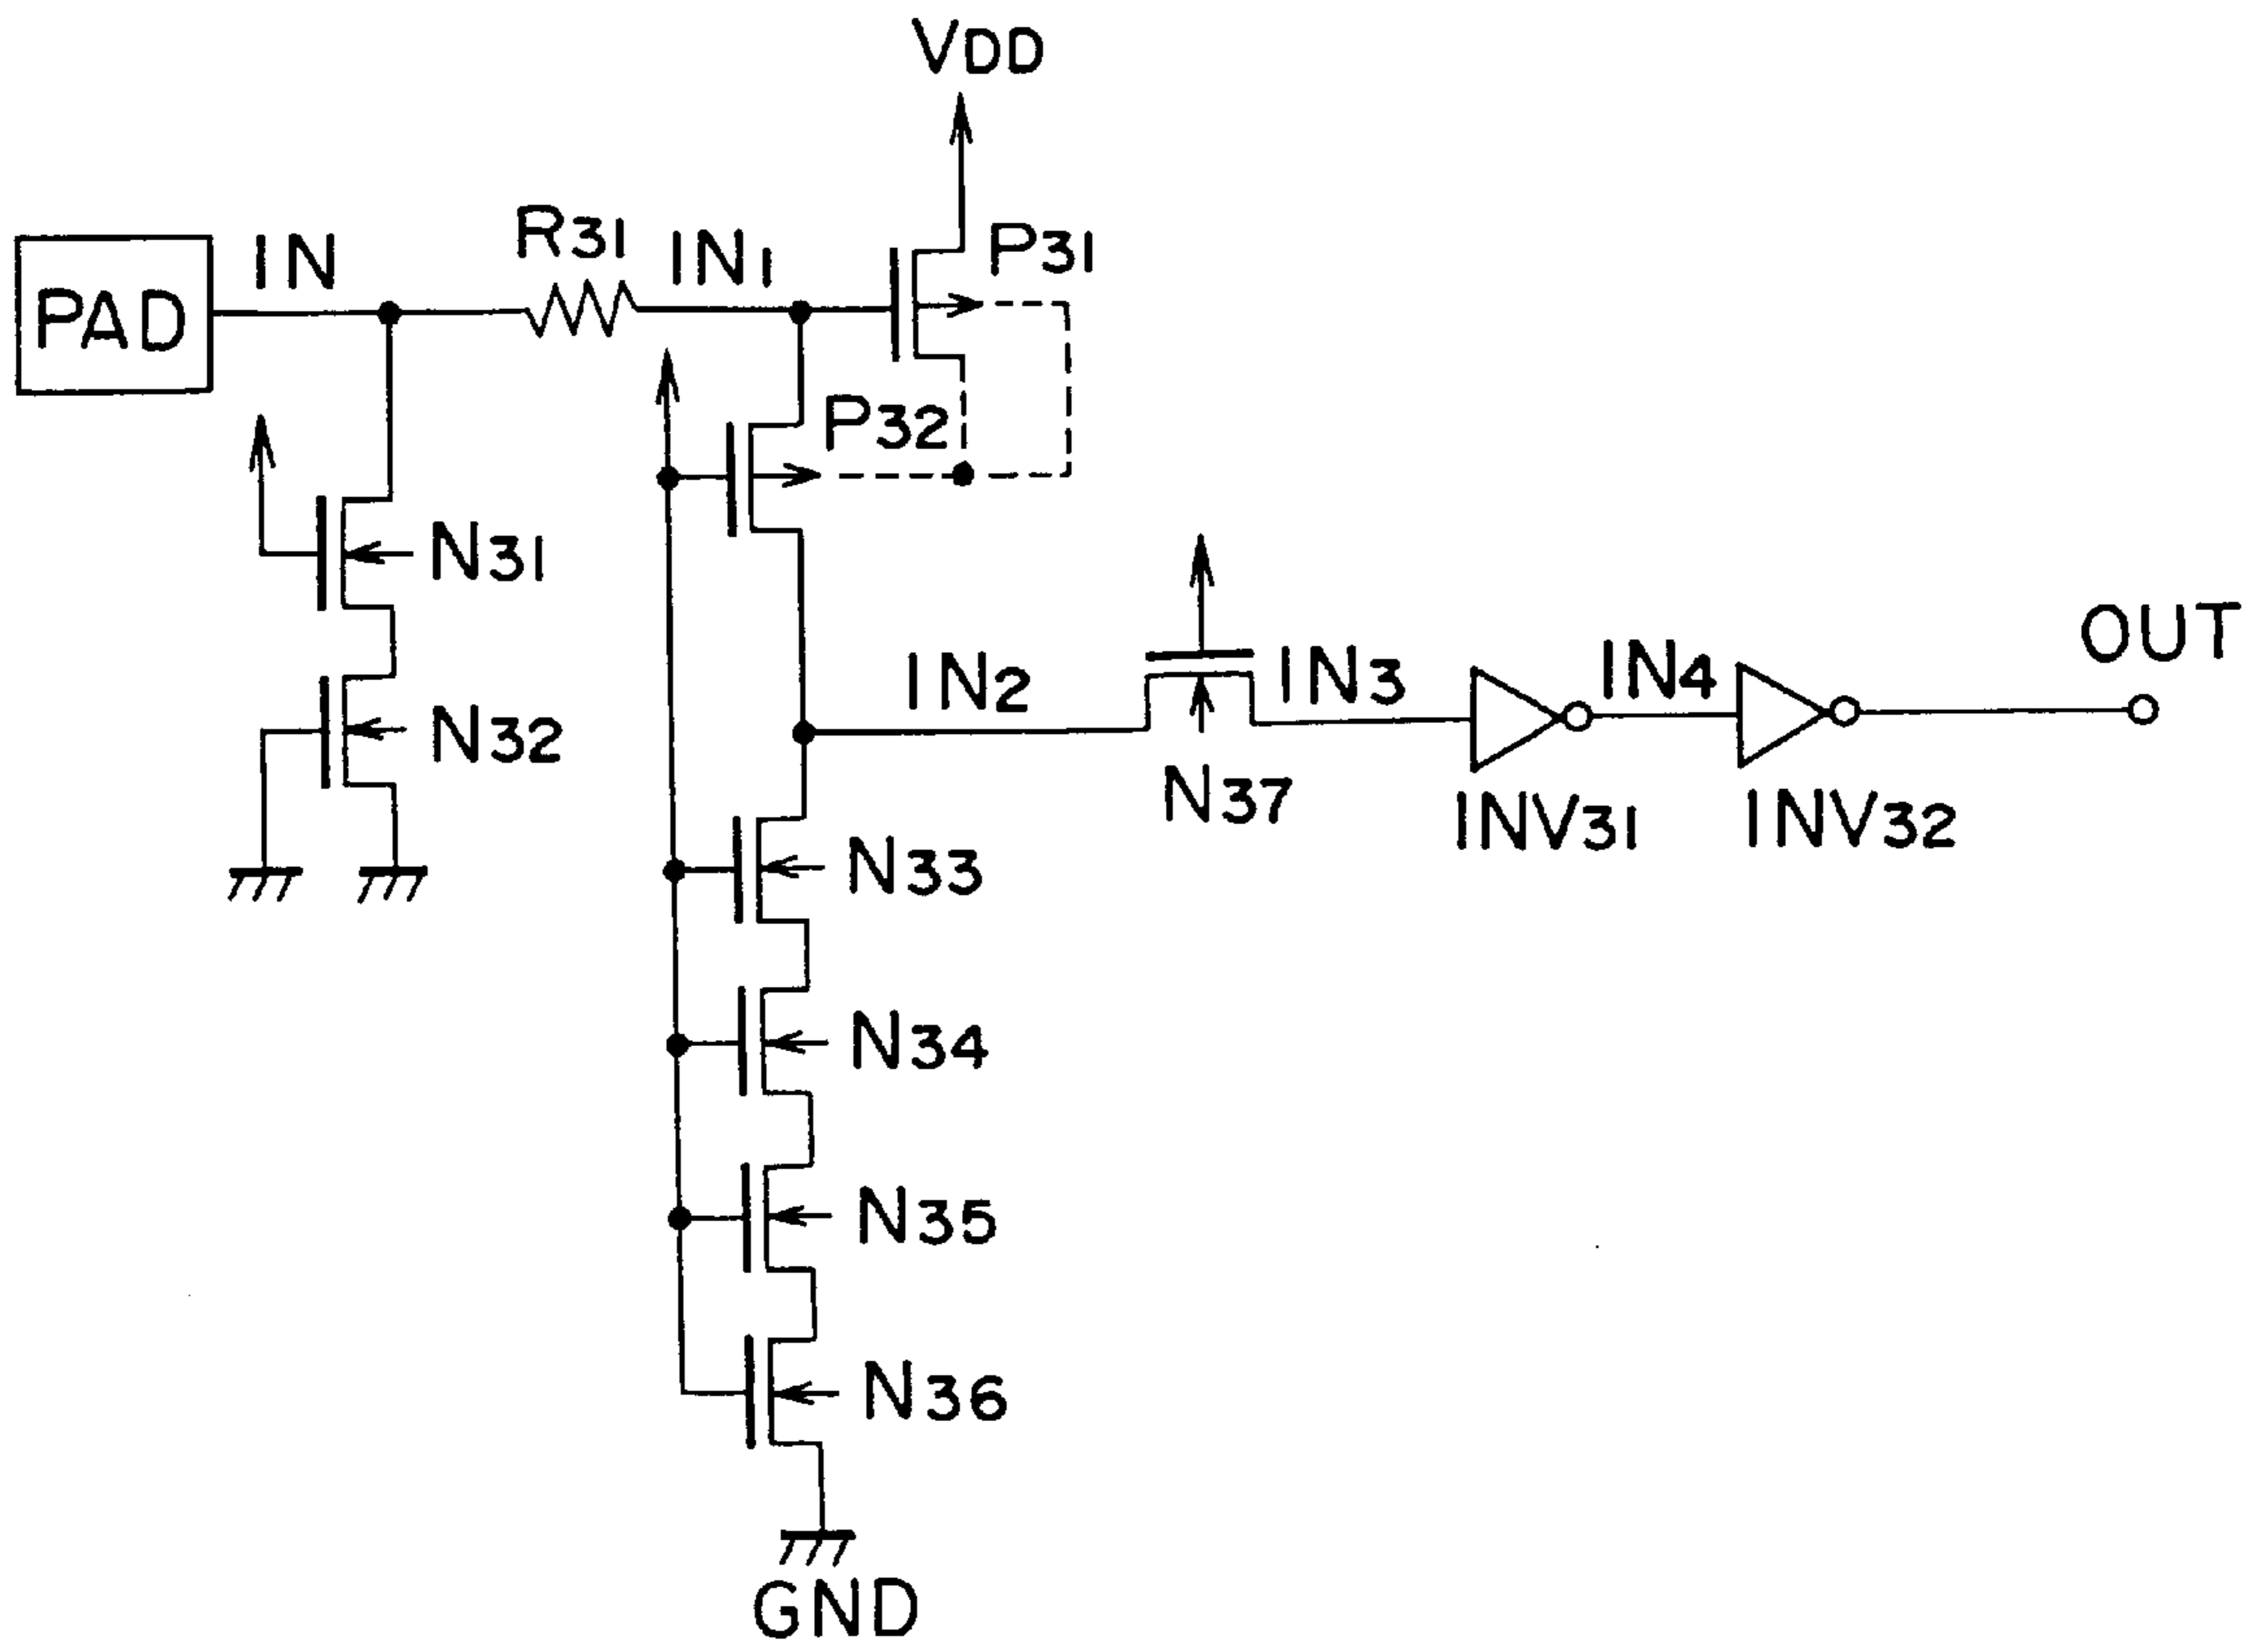 VDD
PAD
IN
R31
IN1
P31
P32
N31
N32
IN2
IN3
IN4
OUT
N37
INV31
INV32
N33
N34
N35
N36
GND